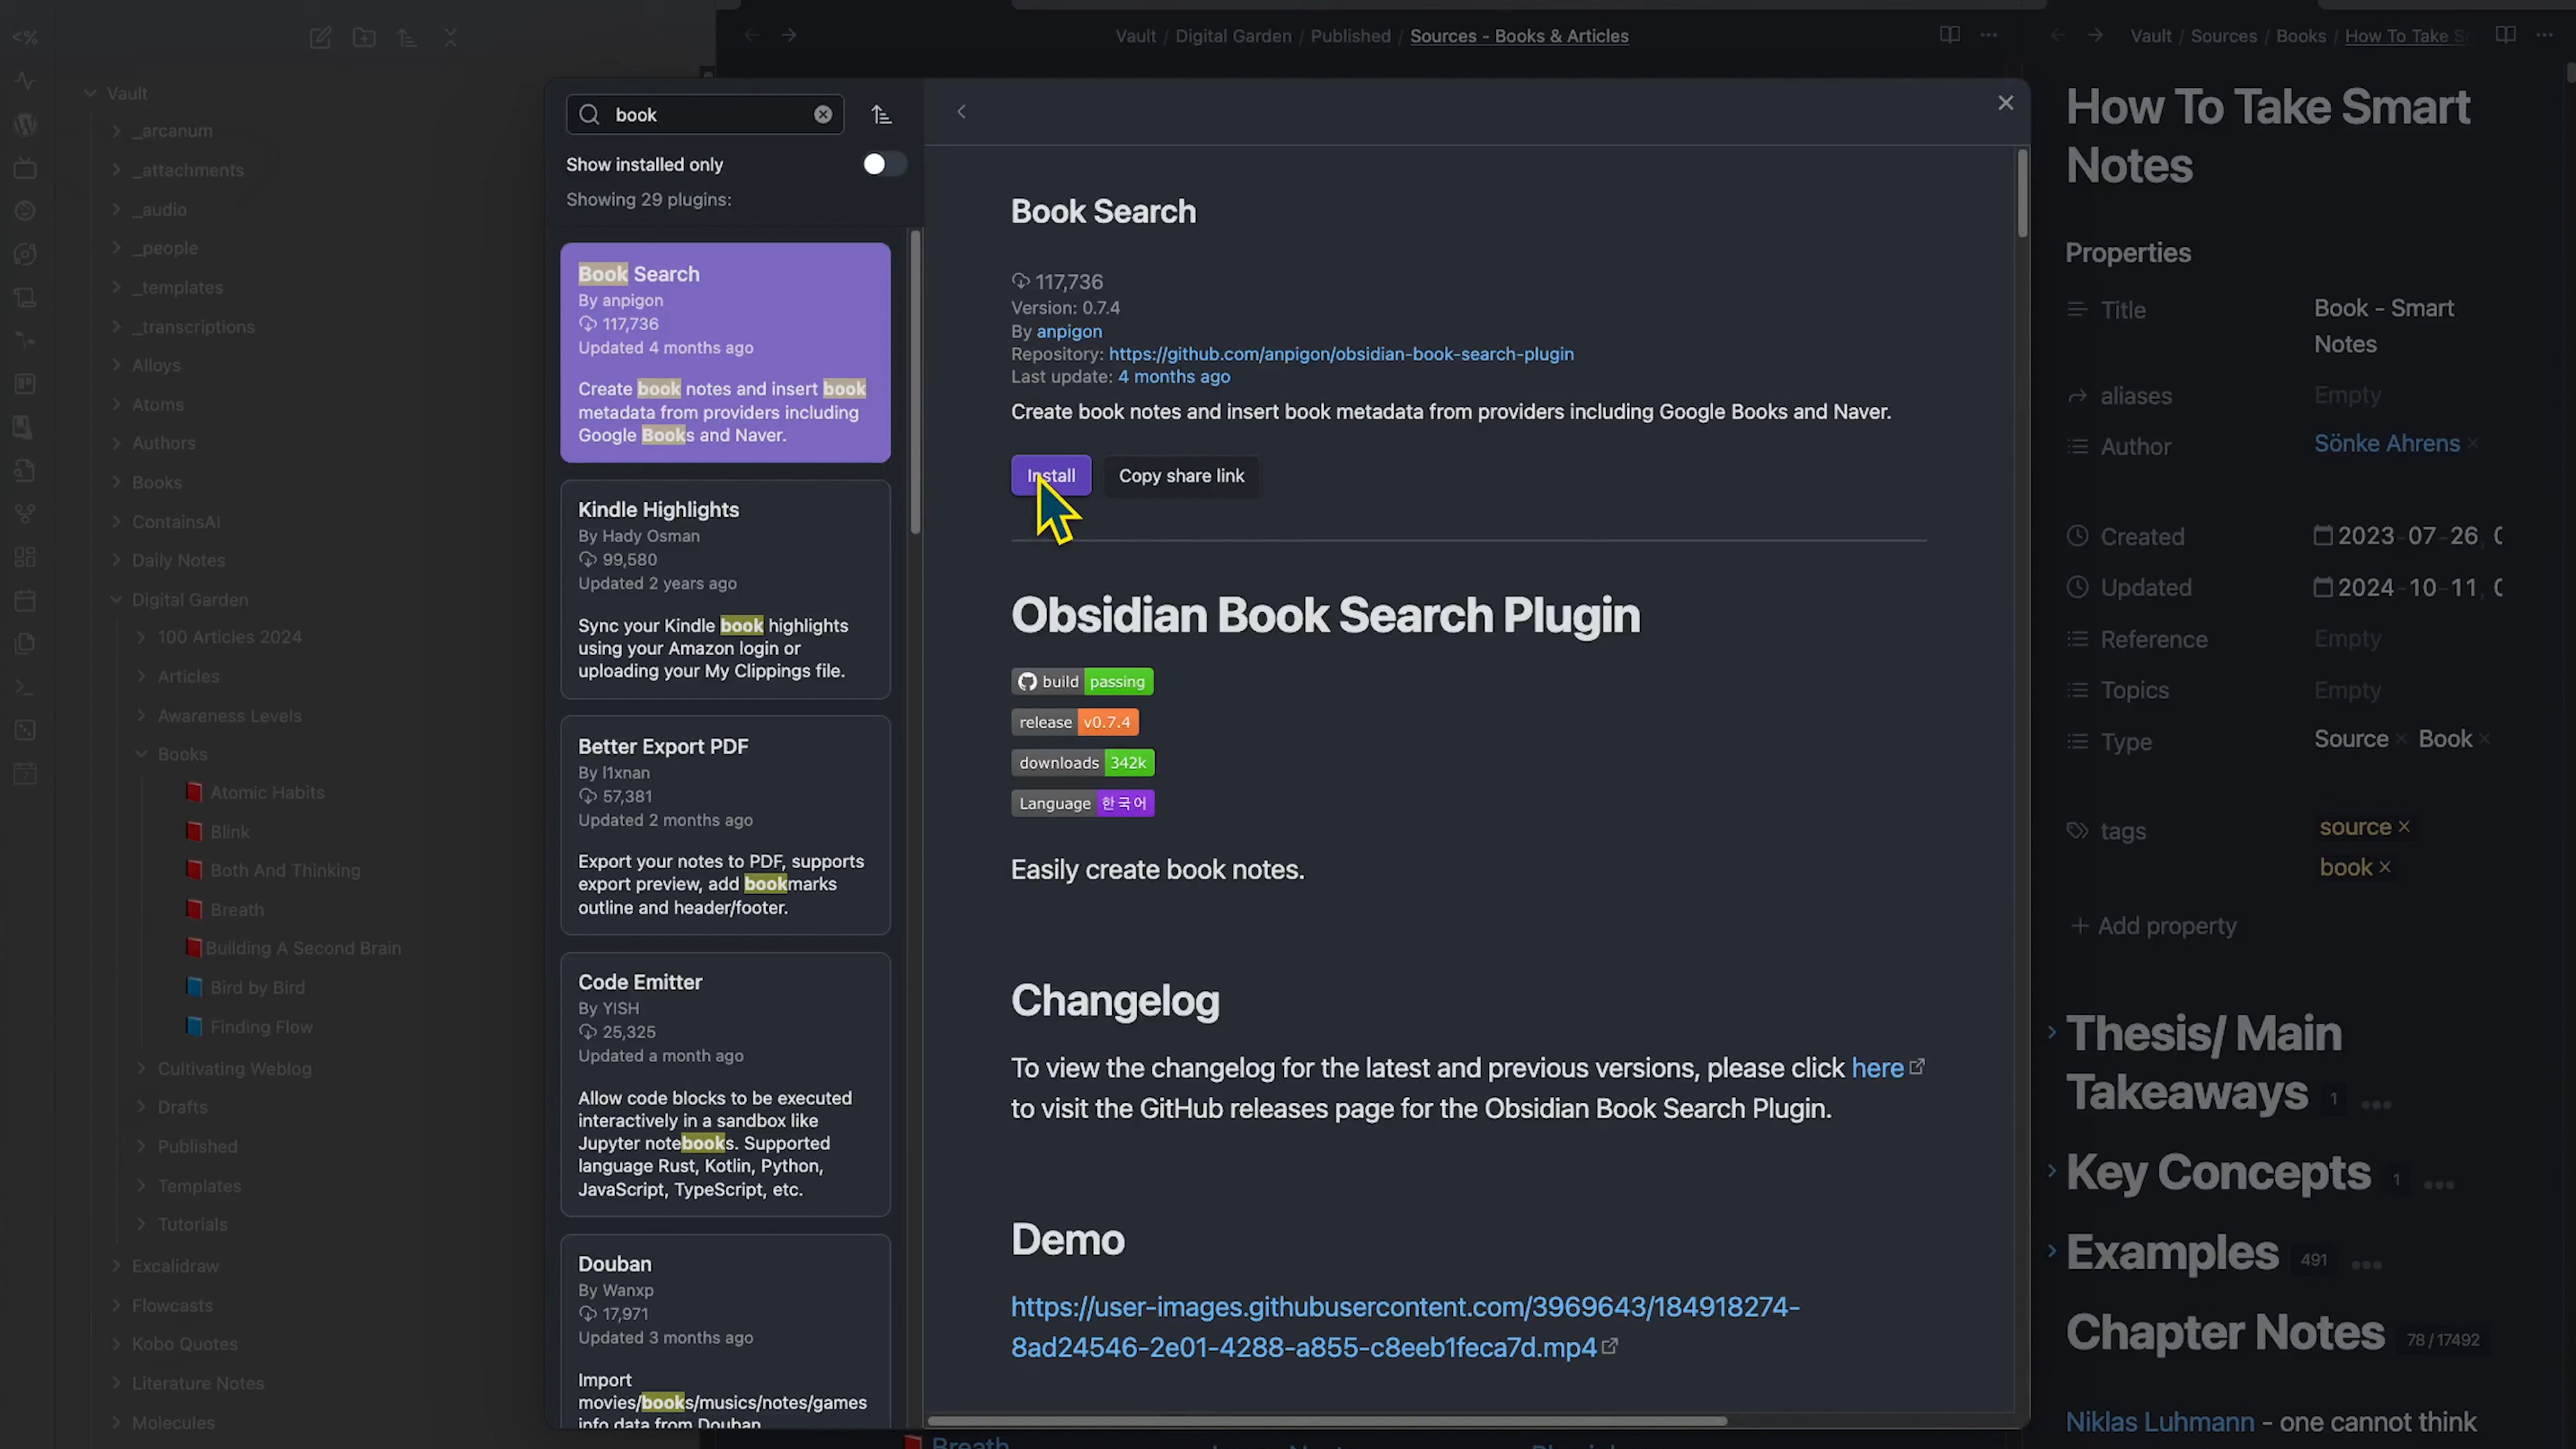 Vault
_arcanum
_attachments
_audio
_people
_templates
_transcriptions
Alloys
Atoms
Authors
Books
ContainsAI
Daily Notes
Digital Garden
100 Articles 2024
Articles
Awareness Levels
Books
Atomic Habits
Blink
Both And Thinking
Breath
Building A Second Brain
Bird by Bird
Finding Flow
Cultivating Weblog
Drafts
Published
Templates
Tutorials
Excalidraw
Flowcasts
Kobo Quotes
Literature Notes
Molecules
Vault / Digital Garden / Published / Sources - Books & Articles
book
Show installed only
Showing 29 plugins:
Book Search
By anpigon
117,736
Updated 4 months ago
Create book notes and insert book
metadata from providers including
Google Books and Naver.
Kindle Highlights
By Hady Osman
99,580
Updated 2 years ago
Sync your Kindle book highlights
using your Amazon login or
uploading your My Clippings file.
Better Export PDF
By l1xnan
57,381
Updated 2 months ago
Export your notes to PDF, supports
export preview, add bookmarks
outline and header/footer.
Code Emitter
By YISH
25,325
Updated a month ago
Allow code blocks to be executed
interactively in a sandbox like
Jupyter notebooks. Supported
language Rust, Kotlin, Python,
JavaScript, TypeScript, etc.
Douban
By Wanxp
17,971
Updated 3 months ago
Import
movies/books/musics/notes/games
info data from Douban
Book Search
117,736
Version: 0.7.4
By anpigon
Repository: https://github.com/anpigon/obsidian-book-search-plugin
Last update: 4 months ago
Create book notes and insert book metadata from providers including Google Books and Naver.
Install
Copy share link
Obsidian Book Search Plugin
build passing
release v0.7.4
downloads 342k
Language 한국어
Easily create book notes.
Changelog
To view the changelog for the latest and previous versions, please click here
to visit the GitHub releases page for the Obsidian Book Search Plugin.
Demo
https://user-images.githubusercontent.com/3969643/184918274-
8ad24546-2e01-4288-a855-c8eeb1feca7d.mp4
Breath
Vault / Sources / Books / How To Take
How To Take Smart
Notes
Properties
Title Book - Smart
Notes
aliases Empty
Author Sönke Ahrens
Created 2023-07-26,
Updated 2024-10-11,
Reference Empty
Topics Empty
Type Source × Book ×
tags source ×
book ×
+ Add property
Thesis/ Main
Takeaways 1 •••
Key Concepts 1 •••
Examples 491 •••
Chapter Notes 78/17492
Niklas Luhmann - one cannot think